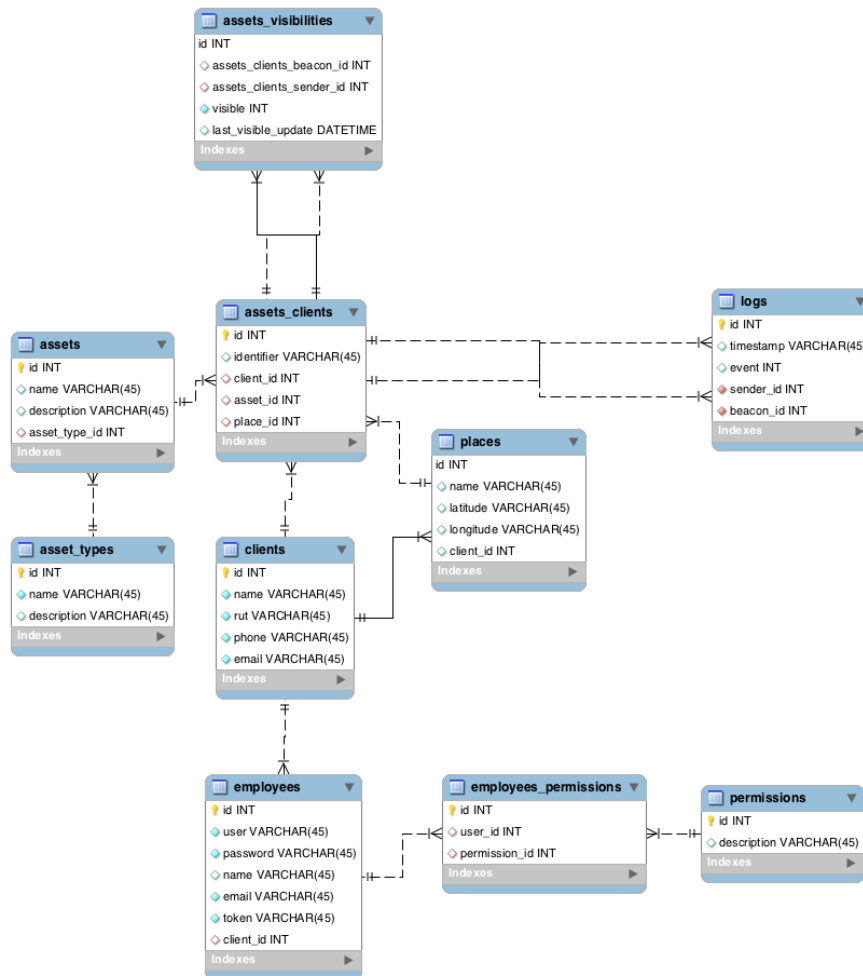 assets_visibilities
id INT
assets_clients_beacon_id INT
assets_clients_sender_id INT
visible INT
last_visible_update DATETIME
Indexes
assets_clients
id INT
identifier VARCHAR(45)
client_id INT
asset_id INT
place_id INT
Indexes
logs
id INT
timestamp VARCHAR(45)
event INT
sender_id INT
beacon_id INT
Indexes
assets
id INT
name VARCHAR(45)
description VARCHAR(45)
asset_type_id INT
Indexes
places
id INT
name VARCHAR(45)
latitude VARCHAR(45)
longitude VARCHAR(45)
client_id INT
Indexes
asset_types
id INT
name VARCHAR(45)
description VARCHAR(45)
Indexes
clients
id INT
name VARCHAR(45)
rut VARCHAR(45)
phone VARCHAR(45)
email VARCHAR(45)
Indexes
employees
id INT
user VARCHAR(45)
password VARCHAR(45)
name VARCHAR(45)
email VARCHAR(45)
token VARCHAR(45)
client_id INT
Indexes
employees_permissions
id INT
user_id INT
permission_id INT
Indexes
permissions
id INT
description VARCHAR(45)
Indexes